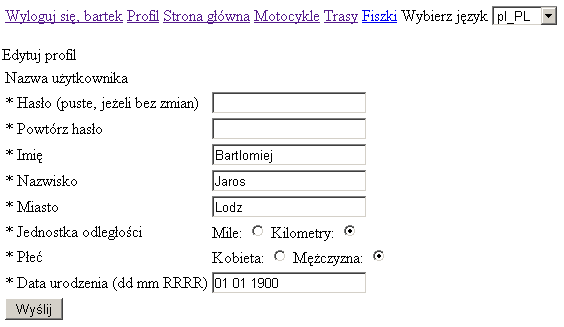 Wyloguj się, bartek Profil Strona główna Motocykle Trasy Fiszki Wybierz język pl_PL
Edytuj profil
Nazwa użytkownika
* Hasło (puste, jeżeli bez zmian)
* Powtórz hasło
* Imię Bartlomiej
* Nazwisko Jaros
* Miasto Lodz
* Jednostka odległości Mile: Kilometry:
* Płeć Kobieta: Mężczyzna:
* Data urodzenia (dd mm RRRR) 01 01 1900
Wyślij